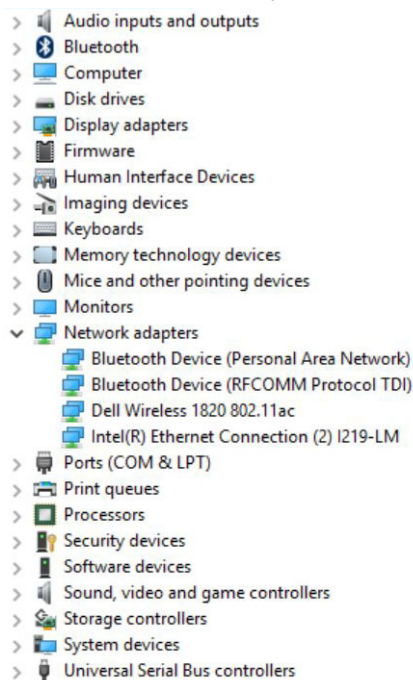 Audio inputs and outputs
Bluetooth
Computer
Disk drives
Display adapters
Firmware
Human Interface Devices
Imaging devices
Keyboards
Memory technology devices
Mice and other pointing devices
Monitors
Network adapters
Bluetooth Device (Personal Area Network)
Bluetooth Device (RFCOMM Protocol TDI)
Dell Wireless 1820 802.11ac
Intel(R) Ethernet Connection (2) I219-LM
Ports (COM & LPT)
Print queues
Processors
Security devices
Software devices
Sound, video and game controllers
Storage controllers
System devices
Universal Serial Bus controllers